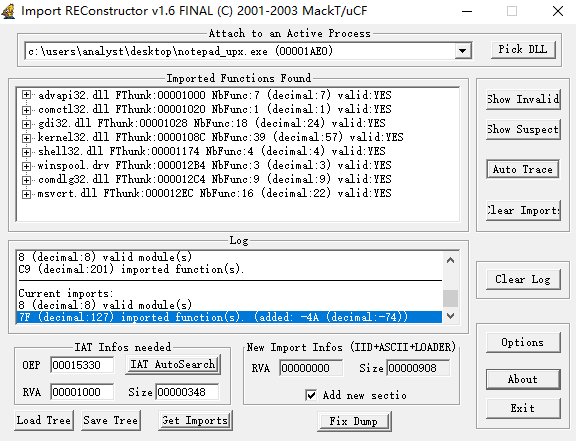 Import REConstructor v1.6 FINAL (C) 2001-2003 MackT/uCF
Attach to an Active Process
c:\users\analyst\desktop\notepad_upx.exe (00001AE0)
Pick DLL
Imported Functions Found
advapi32.dll FThunk:00001000 NbFunc:7 (decimal:7) valid:YES
comctl32.dll FThunk:00001020 NbFunc:1 (decimal:1) valid:YES
gdi32.dll FThunk:00001028 NbFunc:18 (decimal:24) valid:YES
kernel32.dll FThunk:0000108C NbFunc:39 (decimal:57) valid:YES
shell32.dll FThunk:00001174 NbFunc:4 (decimal:4) valid:YES
winspool.drv FThunk:000012B4 NbFunc:3 (decimal:3) valid:YES
comdlg32.dll FThunk:000012C4 NbFunc:9 (decimal:9) valid:YES
msvcrt.dll FThunk:000012EC NbFunc:16 (decimal:22) valid:YES
Show Invalid
Show Suspect
Auto Trace
Clear Imports
Log
8 (decimal:8) valid module(s)
C9 (decimal:201) imported function(s).
Current imports:
8 (decimal:8) valid module(s)
7F (decimal:127) imported function(s). (added: -4A (decimal:-74))
Clear Log
IAT Infos needed
OEP 00015330 IAT AutoSearch
RVA 00001000 Size 00000348
New Import Infos (IID+ASCII+LOADER)
RVA 00000000 Size 00000908
Add new sectio
Load Tree Save Tree Get Imports
Fix Dump
Options
About
Exit